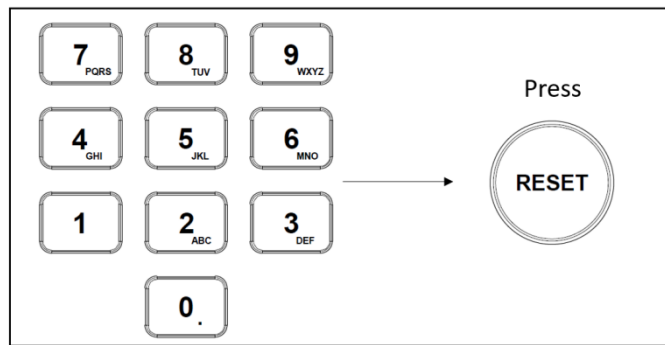 7 PQRS 8 TUV 9 WXYZ
Press
4 GHI 5 JKL 6 MNO
RESET
1 2 ABC 3 DEF
0 .